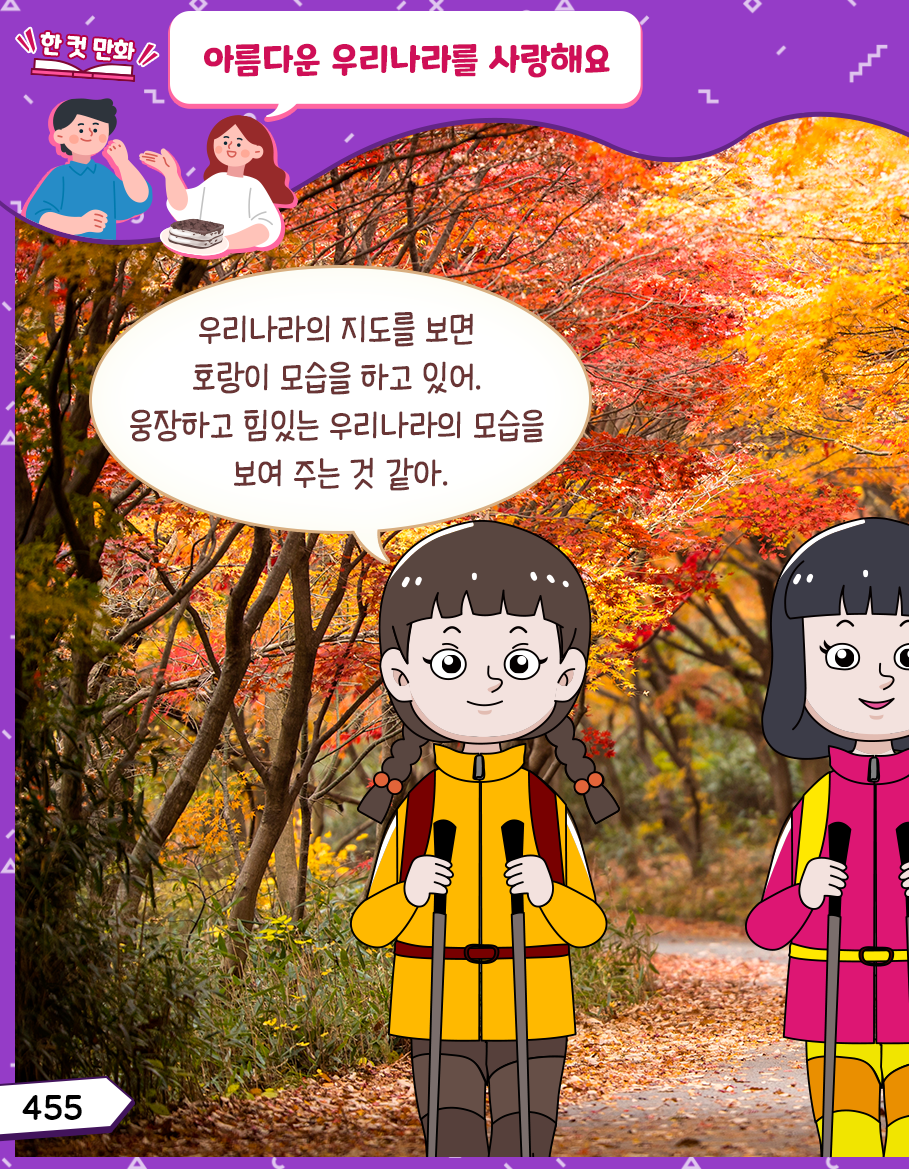 한 컷 만화
아름다운 우리나라를 사랑해요
우리나라의 지도를 보면
호랑이 모습을 하고 있어.
웅장하고 힘있는 우리나라의 모습을
보여 주는 것 같아.
455